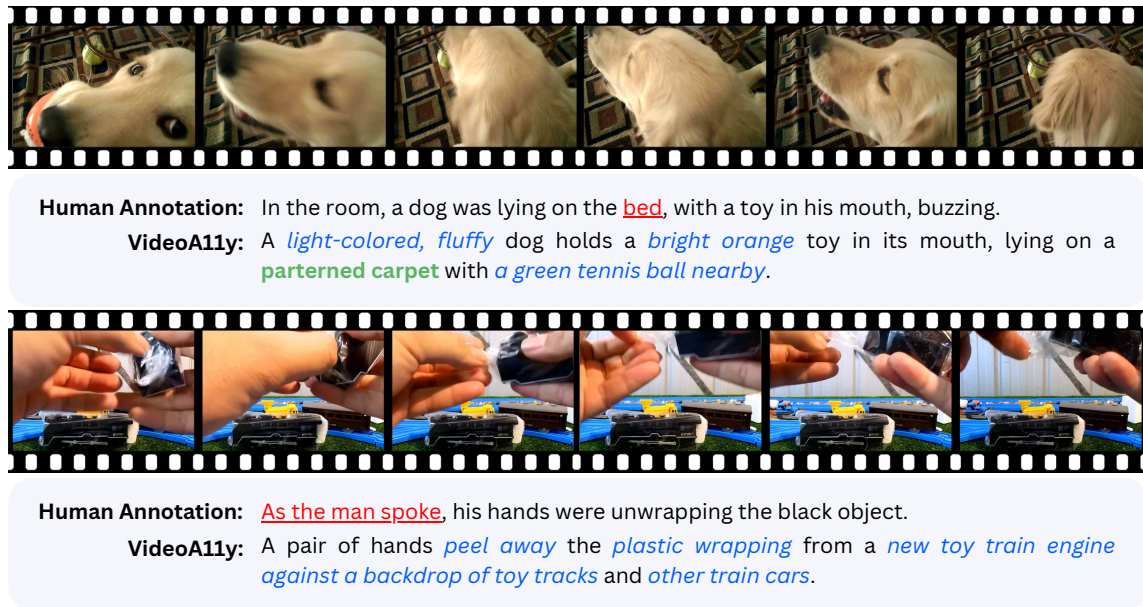 Human Annotation: In the room, a dog was lying on the bed, with a toy in his mouth, buzzing.
VideoA11y: A light-colored, fluffy dog holds a bright orange toy in its mouth, lying on a
parterned carpet with a green tennis ball nearby.
Human Annotation: As the man spoke, his hands were unwrapping the black object.
VideoA11y: A pair of hands peel away the plastic wrapping from a new toy train engine
against a backdrop of toy tracks and other train cars.